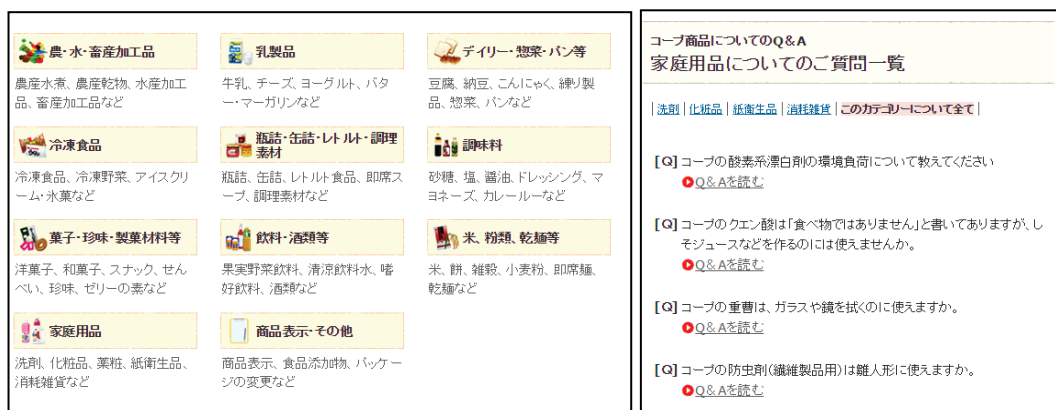 農・水・畜産加工品
農産水煮、農産乾物、水産加工
品、畜産加工品など
乳製品
牛乳、チーズ、ヨーグルト、バタ
ー・マーガリンなど
デイリー・惣菜・パン等
豆腐、納豆、こんにゃく、練り製
品、惣菜、パンなど
冷凍食品
冷凍食品、冷凍野菜、アイスクリ
ーム・氷菓など
瓶詰・缶詰・レトルト・調理
素材
瓶詰、缶詰、レトルト食品、即席ス
ープ、調理素材など
調味料
砂糖、塩、醤油、ドレッシング、マ
ヨネーズ、カレールーなど
菓子・珍味・製菓材料等
洋菓子、和菓子、スナック、せん
べい、珍味、ゼリーの素など
飲料・酒類等
果実野菜飲料、清涼飲料水、嗜
好飲料、酒類など
米、粉類、乾麺等
米、餅、雑穀、小麦粉、即席麺、
乾麺など
家庭用品
洗剤、化粧品、薬粧、紙衛生品、
消耗雑貨など
商品表示・その他
商品表示、食品添加物、パッケー
ジの変更など
コープ商品についてのQ&A
家庭用品についてのご質問一覧
|洗剤|化粧品|紙衛生品|消耗雑貨|このカテゴリーについて全て|
[Q]コープの酸素系漂白剤の環境負荷について教えてください
Q&Aを読む
[Q]コープのクエン酸は「食べ物ではありません」と書いてありますが、し
そジュースなどを作るのには使えませんか。
Q&Aを読む
[Q]コープの重曹は、ガラスや鏡を拭くのに使えますか。
Q&Aを読む
[Q]コープの防虫剤(繊維製品用)は雛人形に使えますか。
Q&Aを読む